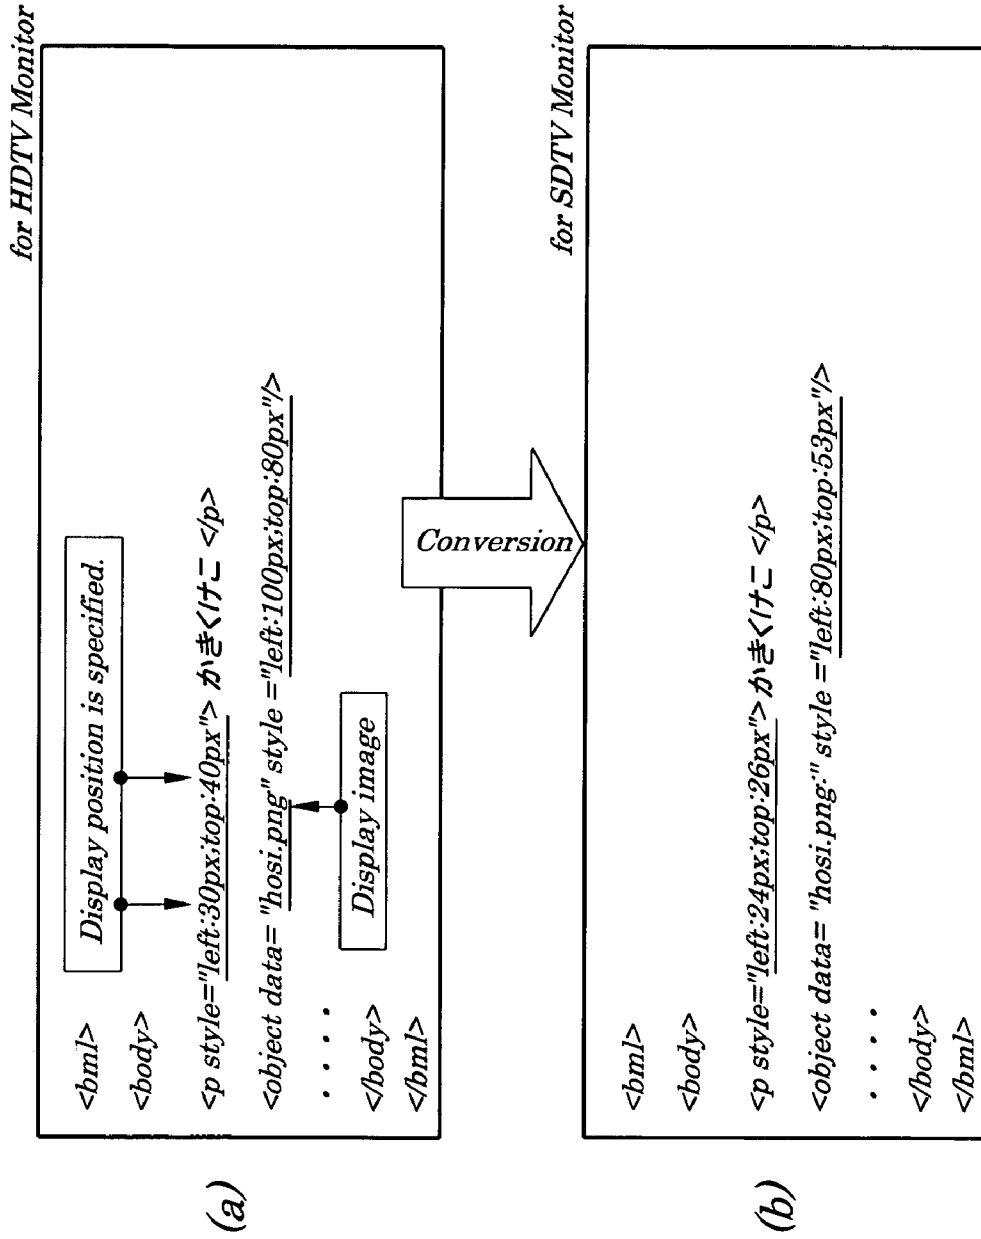 for HDTV Monitor
(a)
<bml>
Display position is specified.
<body>
<p style="left:30px;top:40px"> かきくけこ </p>
<object data= "hosi.png" style ="left:100px;top:80px"/>
. . . . .
Display image
</body>
</bml>
Conversion
for SDTV Monitor
(b)
<bml>
<body>
<p style="left:24px;top:26px"> かきくけこ </p>
<object data= "hosi.png:" style ="left:80px;top:53px"/>
. . . . .
</body>
</bml>